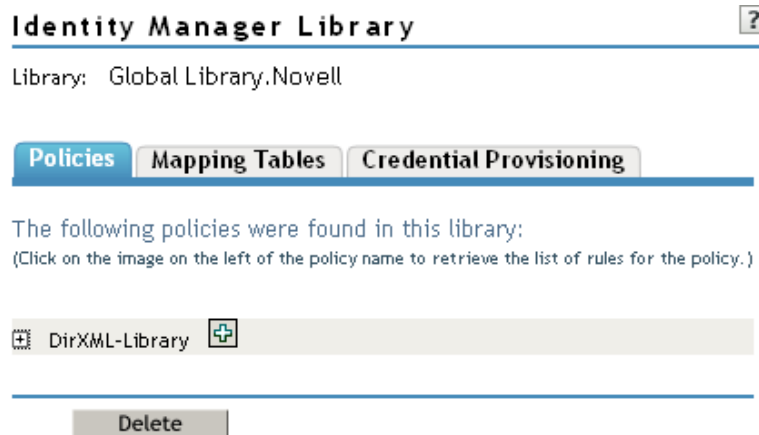 Identity Manager Library ?
Library: Global Library.Novell
Policies Mapping Tables Credential Provisioning
The following policies were found in this library:
(Click on the image on the left of the policy name to retrieve the list of rules for the policy.)
DirXML-Library
Delete